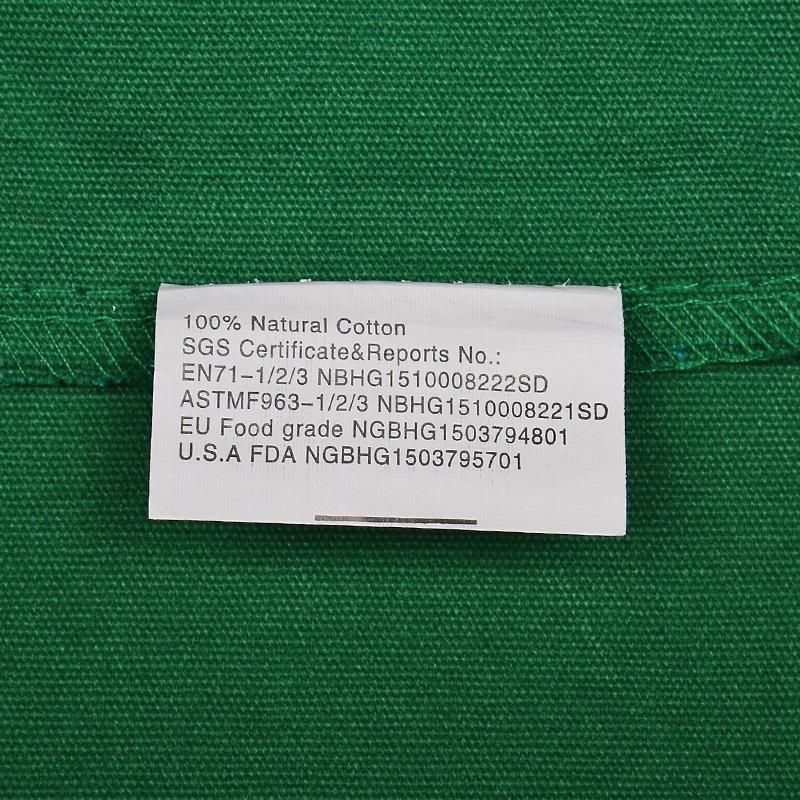 100% Natural Cotton
SGS Certificate&Reports No.:
EN71-1/2/3 NBHG1510008222SD
ASTMF963-1/2/3 NBHG1510008221SD
EU Food grade NGBHG1503794801
U.S.A FDA NGBHG1503795701